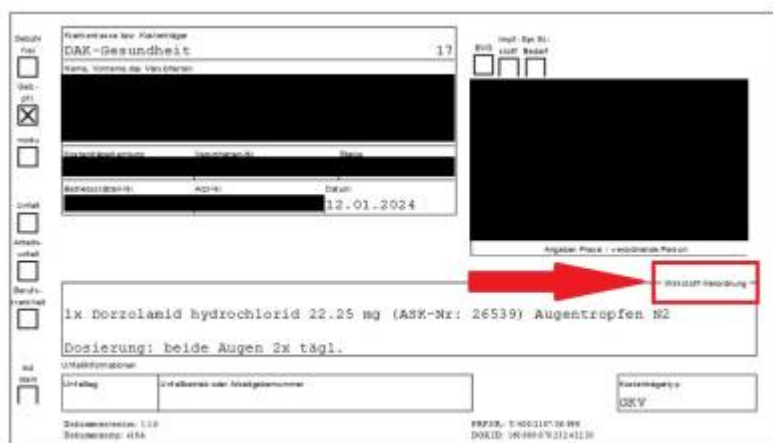 Krankenkasse bzw. Kostenträger
DAK-Gesundheit 17
Name, Vorname des Versicherten
Kostenträgerkennung Versicherten-Nr. Status
Betriebsstätten-Nr. Arzt-Nr. Datum
12.01.2024
Gebühr
frei
Geb.-
pfl.
noctu
Unfall
Arbeits-
unfall
Berufs-
krankheit
Aut
idem
BVG
Impf-
stoff
Spr. St.-
Bedarf
Angaben Praxis / verordnende Person
Wirkstoff-Verordnung
1x Dorzolamid hydrochlorid 22.25 mg (ASK-Nr: 26539) Augentropfen N2
Dosierung: beide Augen 2x tägl.
Unfallinformationen
Unfalltag
Unfallbetrieb oder Arbeitgebernummer
Kostenträgertyp
GKV